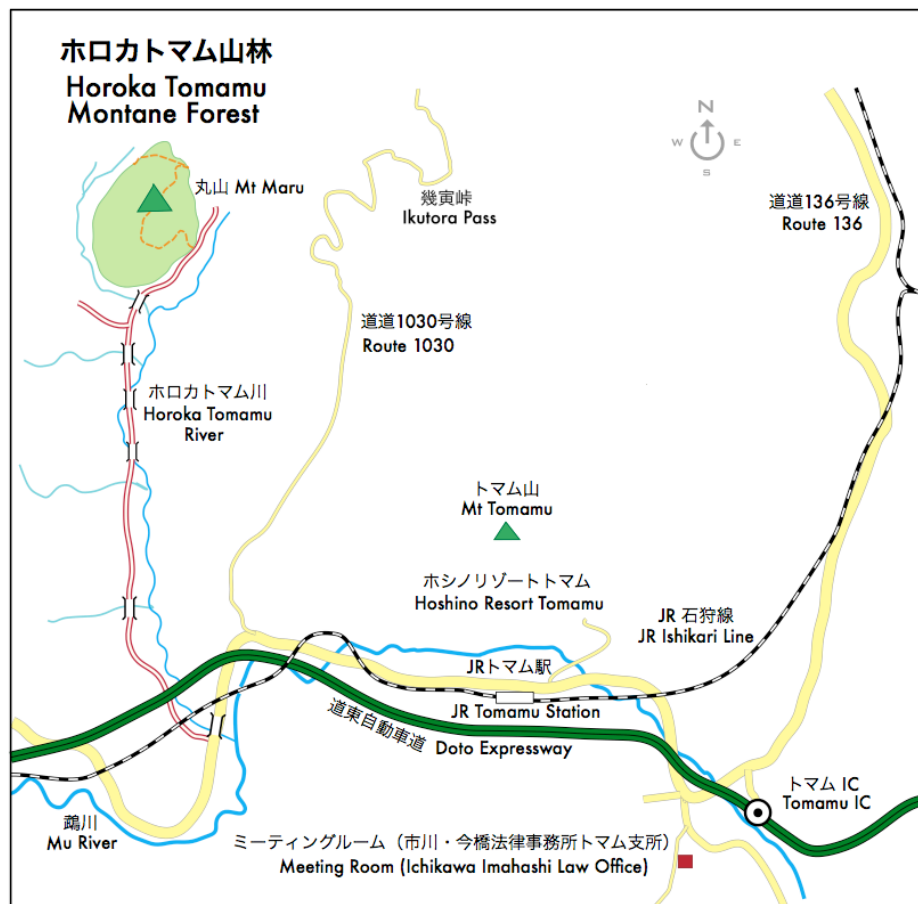 ホロカトマム山林
Horoka Tomamu
Montane Forest
N
W
E
S
丸山 Mt Maru
幾寅峠
Ikutora Pass
道道136号線
Route 136
道道1030号線
Route 1030
ホロカトマム川
Horoka Tomamu
River
トマム山
Mt Tomamu
ホシノリゾートトマム
Hoshino Resort Tomamu
JR 石狩線
JR Ishikari Line
JRトマム駅
JR Tomamu Station
道東自動車道 Doto Expressway
トマム IC
Tomamu IC
鵡川
Mu River
ミーティングルーム（市川・今橋法律事務所トマム支所）
Meeting Room (Ichikawa Imahashi Law Office)